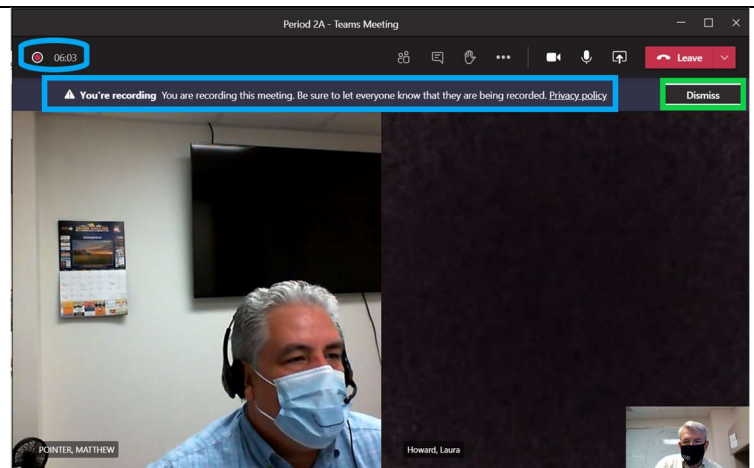 Period 2A - Teams Meeting
06:03
Leave
You're recording You are recording this meeting. Be sure to let everyone know that they are being recorded. Privacy policy
Dismiss
POINTER, MATTHEW
Howard, Laura